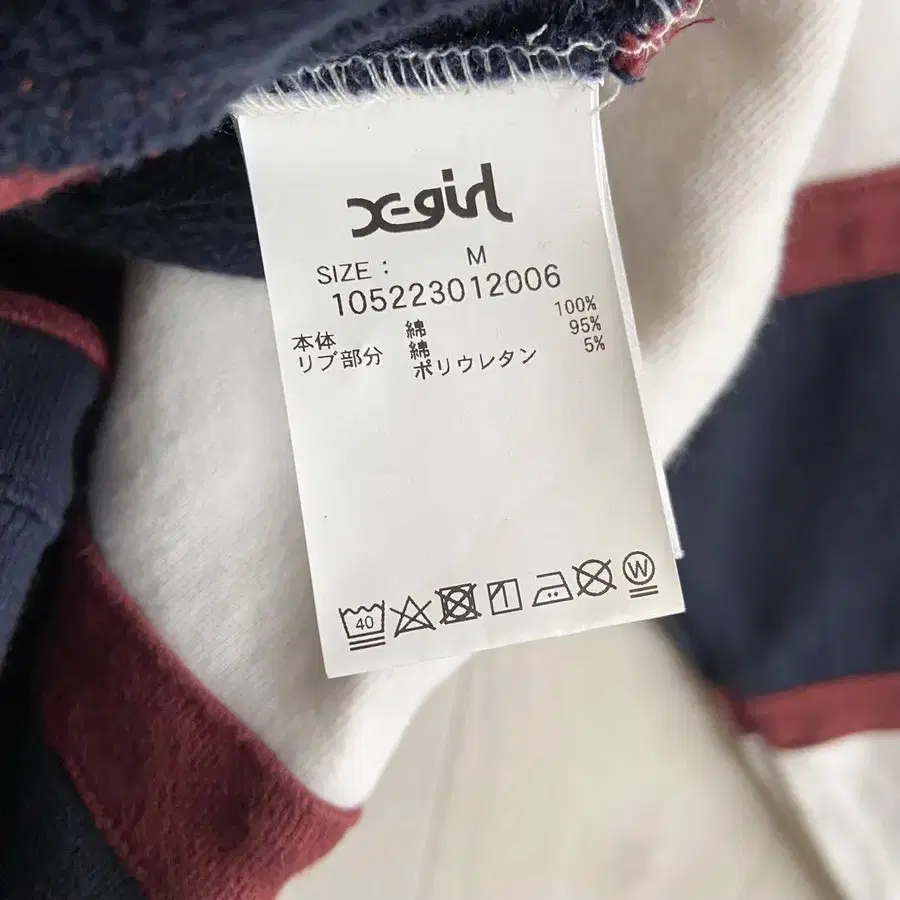 X-girl
SIZE : M
105223012006
本体 綿 100%
リブ部分 綿 95%
ポリウレタン 5%
40 W